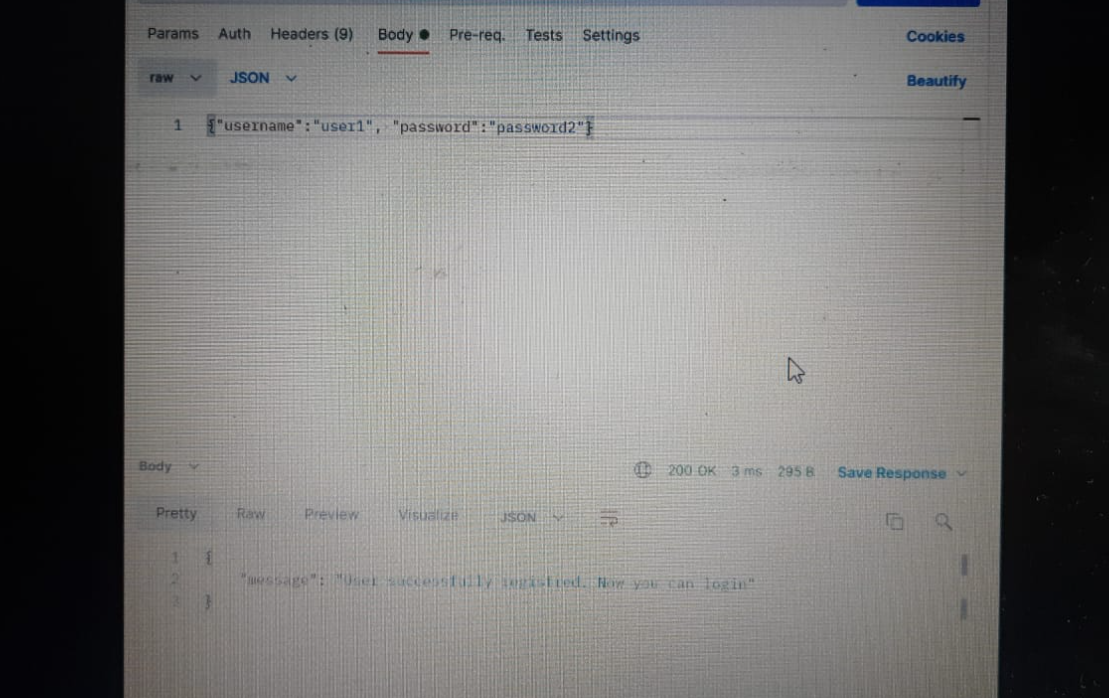 Params Auth Headers (9) Body Pre-req. Tests Settings Cookies
raw JSON Beautify
1 {"username":"user1", "password":"password2"}
Body 200 OK 3 ms 295 B Save Response
Pretty Raw Preview Visualize JSON
1 {
2 "message": "User successfully registred. Now you can login"
3 }